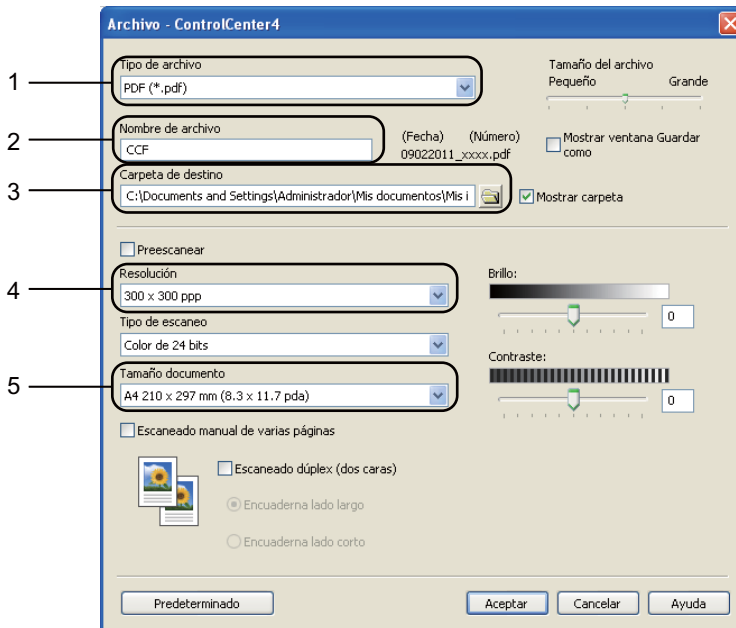 Archivo - ControlCenter4
1
Tipo de archivo
PDF (*.pdf)
Tamaño del archivo
Pequeño Grande
2
Nombre de archivo
CCF
(Fecha) (Número)
09022011_xxxx.pdf
Mostrar ventana Guardar
como
3
Carpeta de destino
C:\Documents and Settings\Administrador\Mis documentos\Mis i
Mostrar carpeta
Preescanear
4
Resolución
300 x 300 ppp
Brillo:
0
Tipo de escaneo
Color de 24 bits
Contraste:
0
5
Tamaño documento
A4 210 x 297 mm (8.3 x 11.7 pda)
Escaneado manual de varias páginas
Escaneado dúplex (dos caras)
Encuaderna lado largo
Encuaderna lado corto
Predeterminado
Aceptar
Cancelar
Ayuda